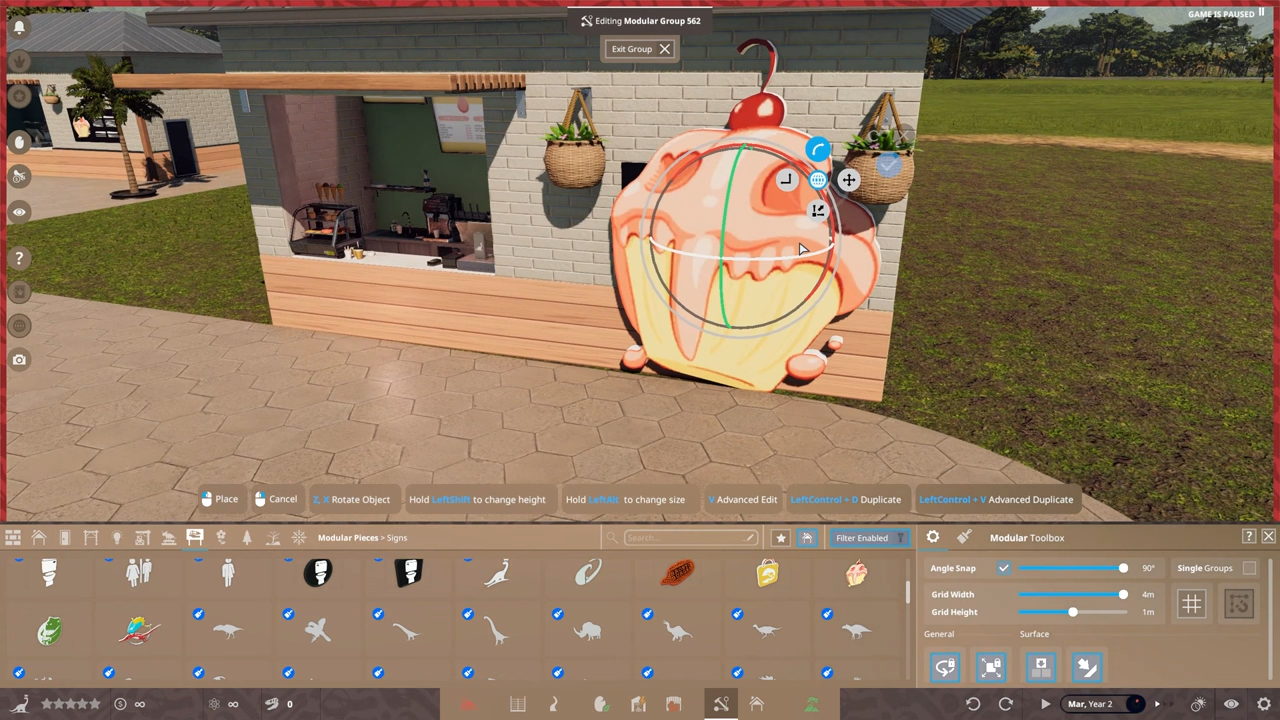 Editing Modular Group 562
GAME IS PAUSED
Exit Group
Place
Cancel
Z, X Rotate Object
Hold LeftShift to change height
Hold LeftAlt to change size
V Advanced Edit
LeftControl + D Duplicate
LeftControl + V Advanced Duplicate
Modular Pieces > Signs
Search...
Filter Enabled
Modular Toolbox
?
Angle Snap
90°
Single Groups
Grid Width
4m
Grid Height
1m
General
Surface
∞
∞
0
Mar, Year 2